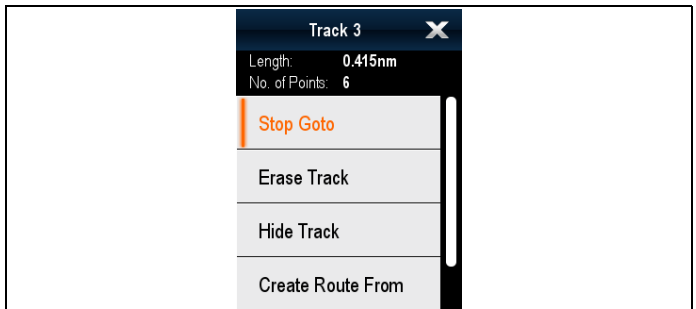 Track 3
Length: 0.415nm
No. of Points: 6
Stop Goto
Erase Track
Hide Track
Create Route From